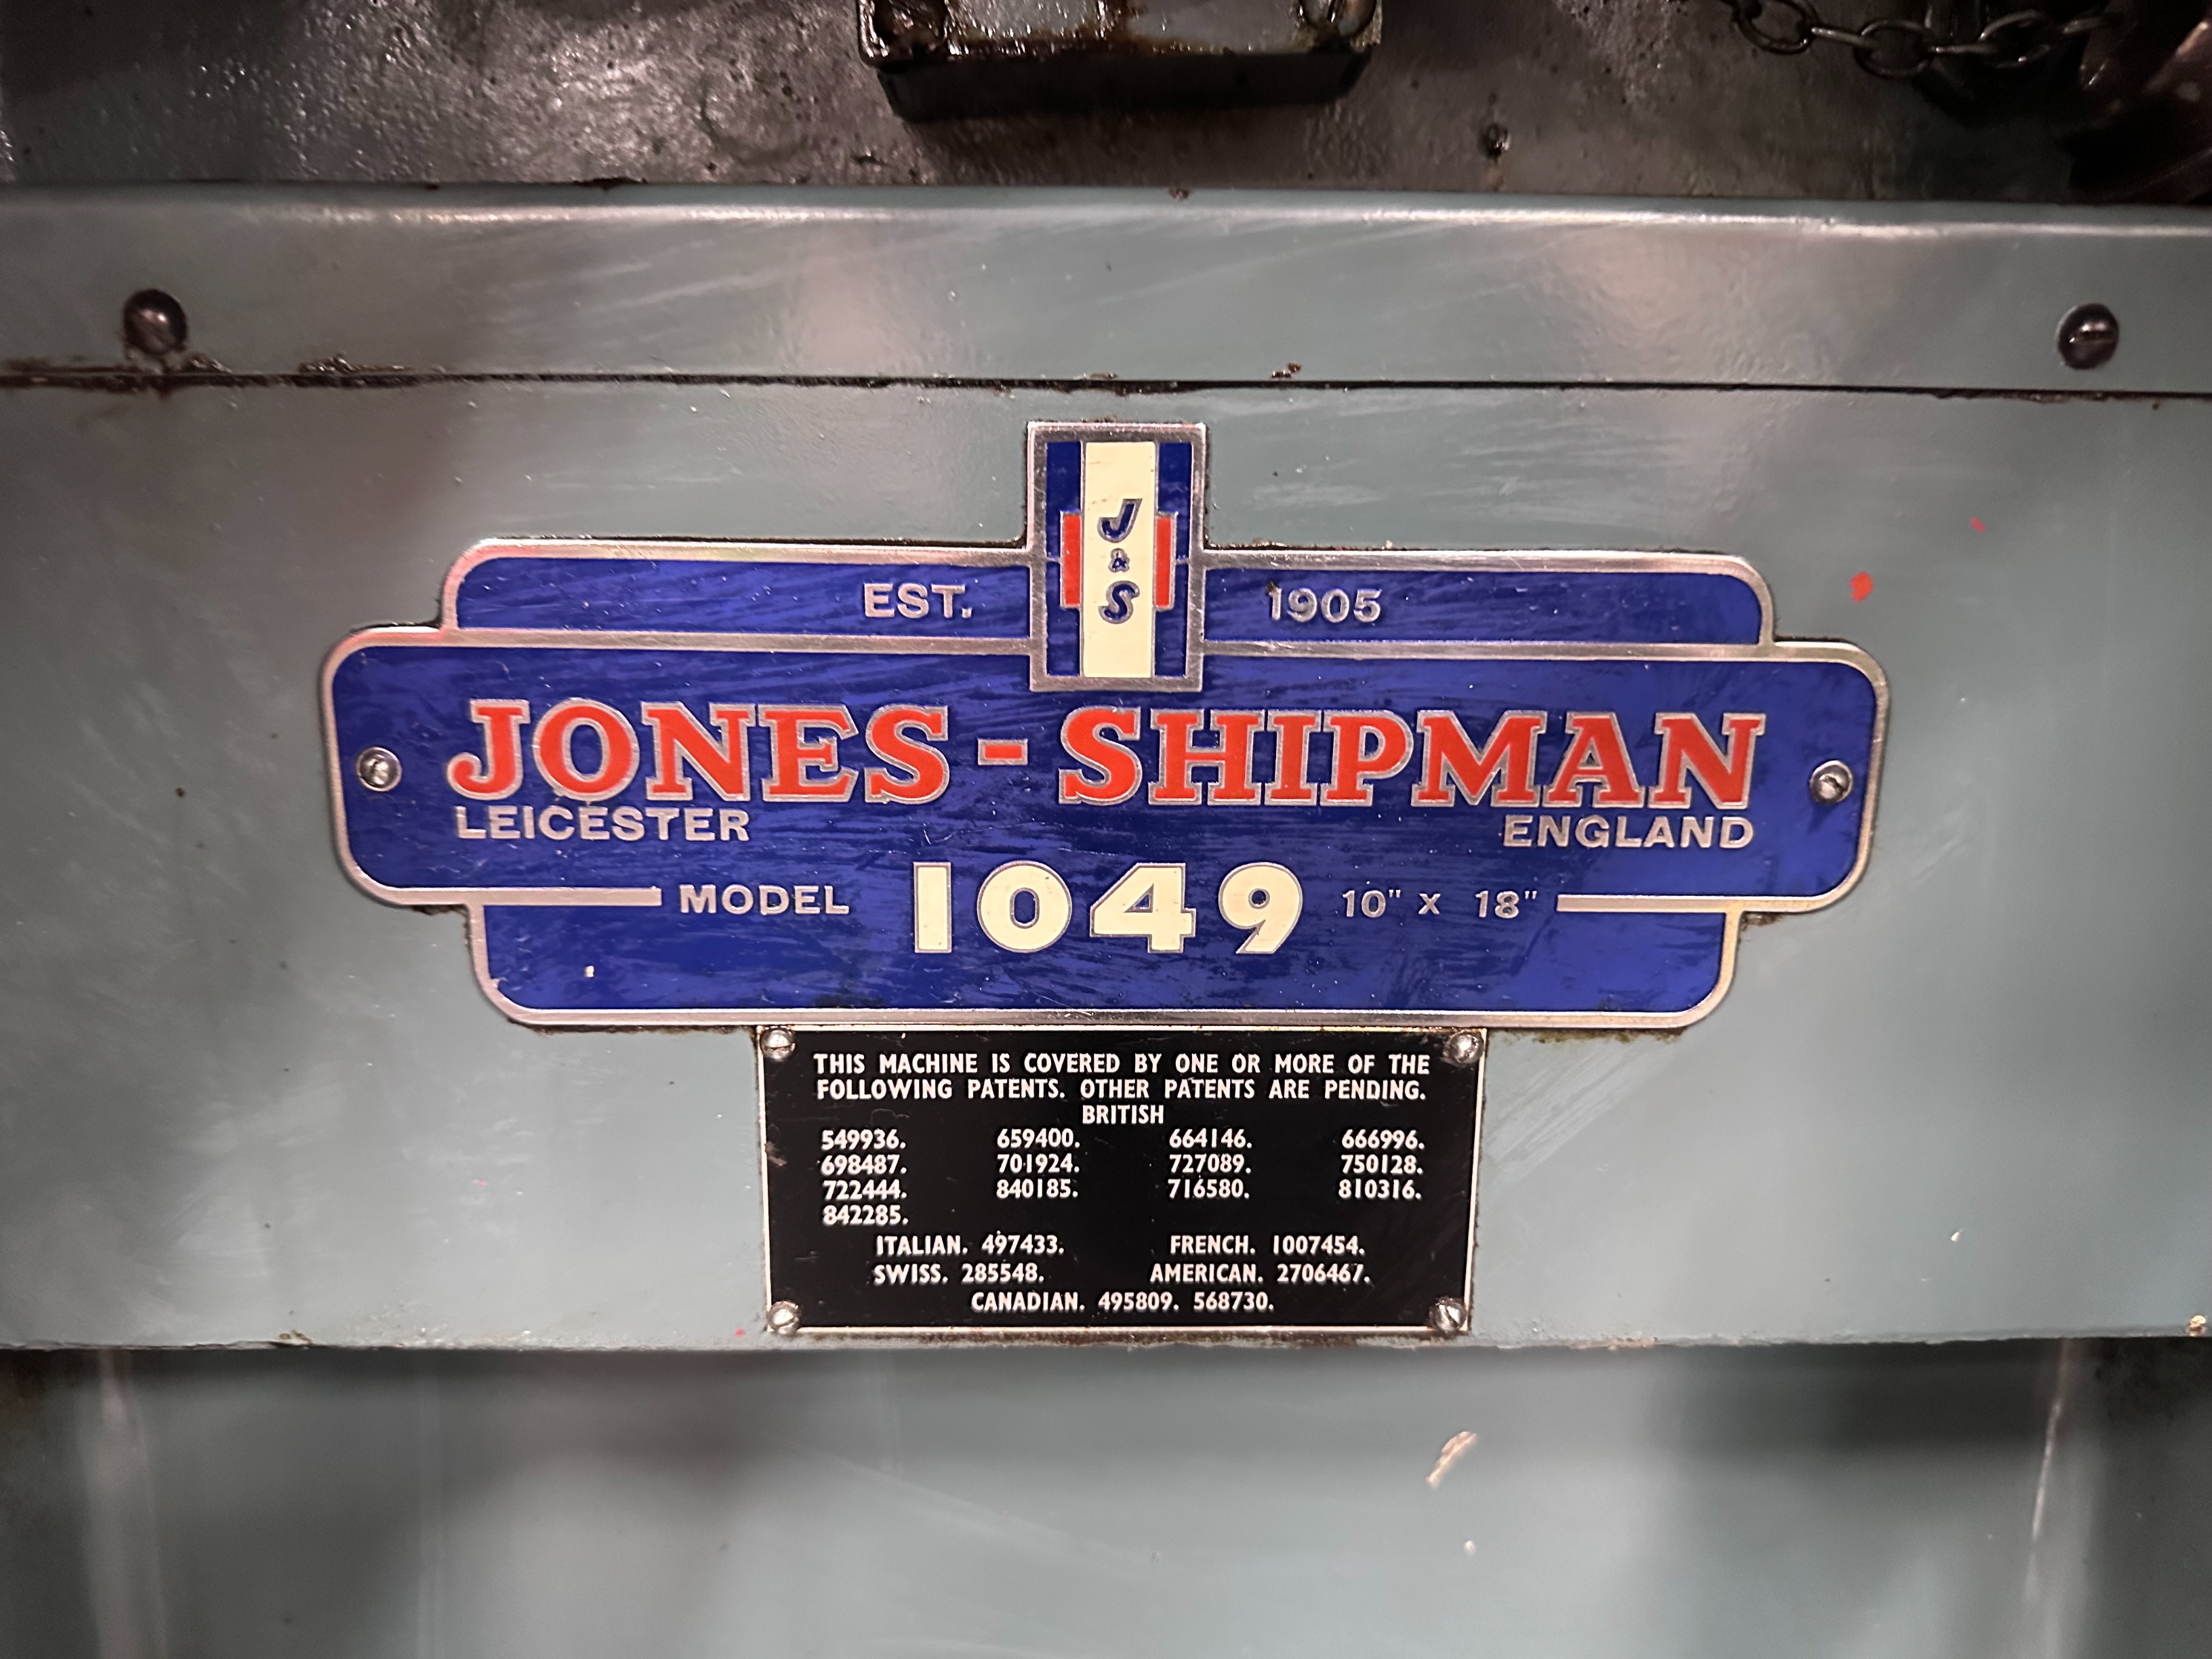 J
&
S
EST. 1905
JONES - SHIPMAN
LEICESTER ENGLAND
MODEL 1049 10" x 18"
THIS MACHINE IS COVERED BY ONE OR MORE OF THE
FOLLOWING PATENTS. OTHER PATENTS ARE PENDING.
BRITISH
549936. 659400. 664146. 666996.
698487. 701924. 727089. 750128.
722444. 840185. 716580. 810316.
842285.
ITALIAN. 497433. FRENCH. 1007454.
SWISS. 285548. AMERICAN. 2706467.
CANADIAN. 495809. 568730.